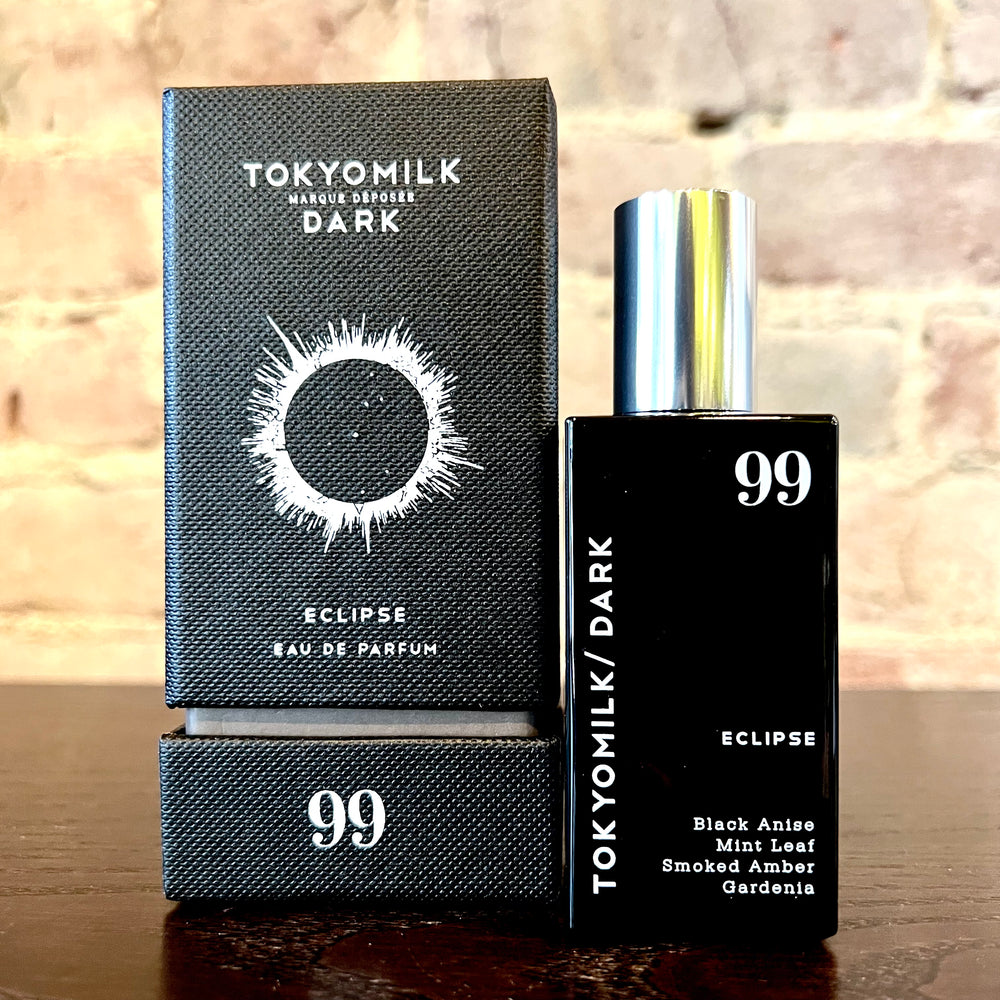 TOKYOMILK
MARQUE DÉPOSÉE
DARK
ECLIPSE
EAU DE PARFUM
99
99
TOKYOMILK/DARK
ECLIPSE
Black Anise
Mint Leaf
Smoked Amber
Gardenia